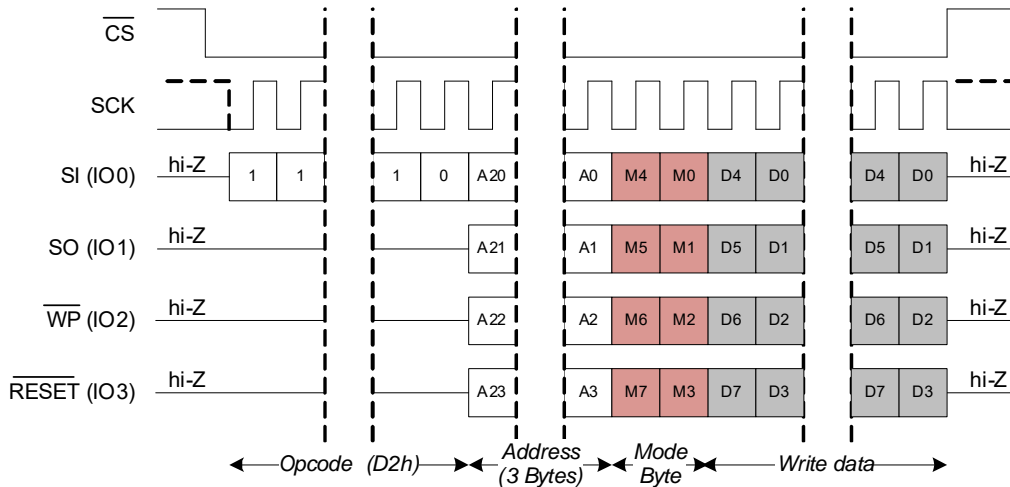 CS
SCK
SI (IO0) hi-Z 1 1 1 0 A20 A0 M4 M0 D4 D0 D4 D0 hi-Z
SO (IO1) hi-Z A21 A1 M5 M1 D5 D1 D5 D1 hi-Z
WP (IO2) hi-Z A22 A2 M6 M2 D6 D2 D6 D2 hi-Z
RESET (IO3) hi-Z A23 A3 M7 M3 D7 D3 D7 D3 hi-Z
Opcode (D2h) Address Mode Write data
(3 Bytes) Byte